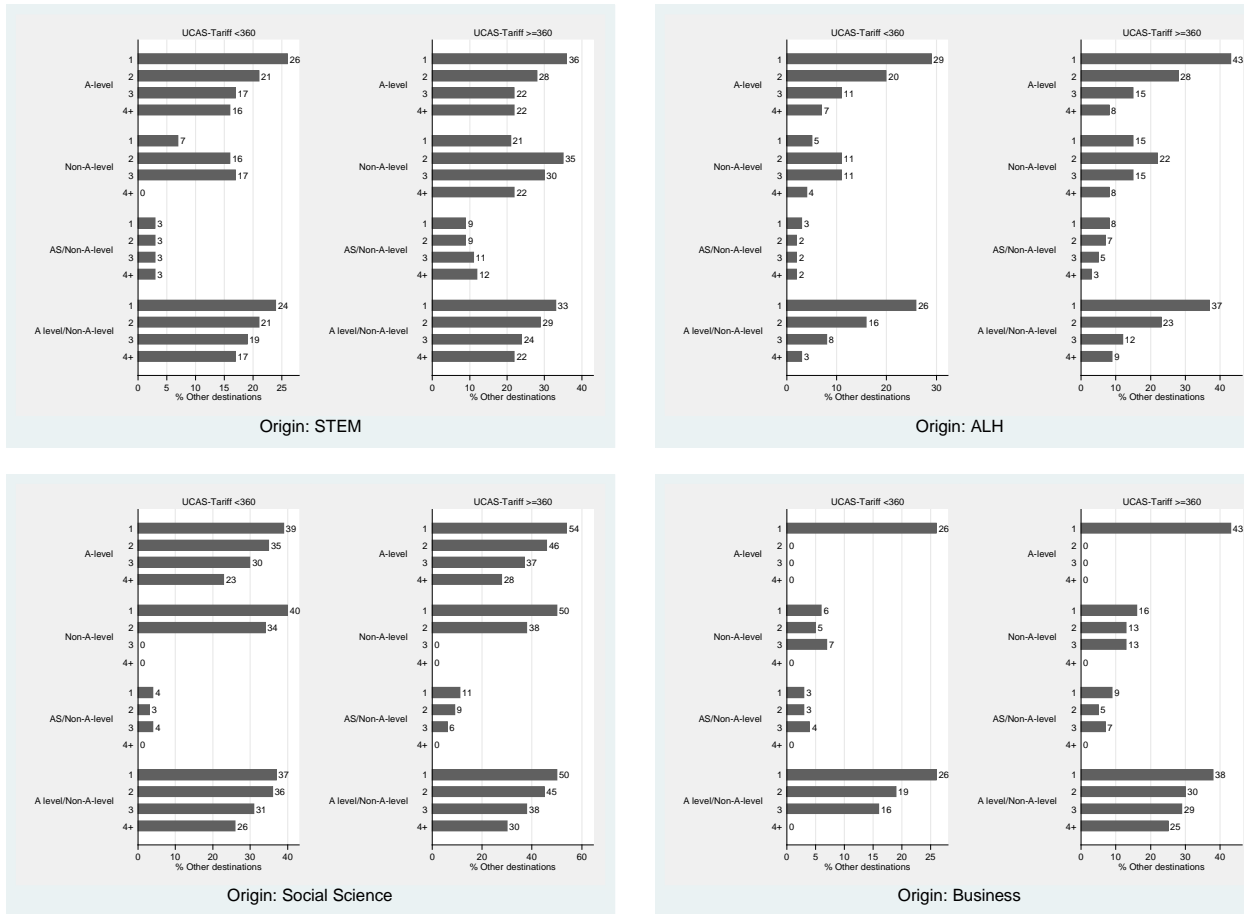 UCAS-Tariff <360
A-level
1 26
2 21
3 17
4+ 16
Non-A-level
1 7
2 16
3 17
4+ 0
AS/Non-A-level
1 3
2 3
3 3
4+ 3
A level/Non-A-level
1 24
2 21
3 19
4+ 17
0 5 10 15 20 25
% Other destinations
UCAS-Tariff >=360
A-level
1 36
2 28
3 22
4+ 22
Non-A-level
1 21
2 35
3 30
4+ 22
AS/Non-A-level
1 9
2 9
3 11
4+ 12
A level/Non-A-level
1 33
2 29
3 24
4+ 22
0 10 20 30 40
% Other destinations
Origin: STEM
UCAS-Tariff <360
A-level
1 29
2 20
3 11
4+ 7
Non-A-level
1 5
2 11
3 11
4+ 4
AS/Non-A-level
1 3
2 2
3 2
4+ 2
A level/Non-A-level
1 26
2 16
3 8
4+ 3
0 10 20 30
% Other destinations
UCAS-Tariff >=360
A-level
1 43
2 28
3 15
4+ 8
Non-A-level
1 15
2 22
3 15
4+ 8
AS/Non-A-level
1 8
2 7
3 5
4+ 3
A level/Non-A-level
1 37
2 23
3 12
4+ 9
0 10 20 30 40
% Other destinations
Origin: ALH
UCAS-Tariff <360
A-level
1 39
2 35
3 30
4+ 23
Non-A-level
1 40
2 34
3 0
4+ 0
AS/Non-A-level
1 4
2 3
3 4
4+ 0
A level/Non-A-level
1 37
2 36
3 31
4+ 26
0 10 20 30 40
% Other destinations
UCAS-Tariff >=360
A-level
1 54
2 46
3 37
4+ 28
Non-A-level
1 50
2 38
3 0
4+ 0
AS/Non-A-level
1 11
2 9
3 6
4+ 0
A level/Non-A-level
1 50
2 45
3 38
4+ 30
0 20 40 60
% Other destinations
Origin: Social Science
UCAS-Tariff <360
A-level
1 26
2 0
3 0
4+ 0
Non-A-level
1 6
2 5
3 7
4+ 0
AS/Non-A-level
1 3
2 3
3 4
4+ 0
A level/Non-A-level
1 26
2 19
3 16
4+ 0
0 5 10 15 20 25
% Other destinations
UCAS-Tariff >=360
A-level
1 43
2 0
3 0
4+ 0
Non-A-level
1 16
2 13
3 13
4+ 0
AS/Non-A-level
1 9
2 5
3 7
4+ 0
A level/Non-A-level
1 38
2 30
3 29
4+ 25
0 10 20 30 40
% Other destinations
Origin: Business